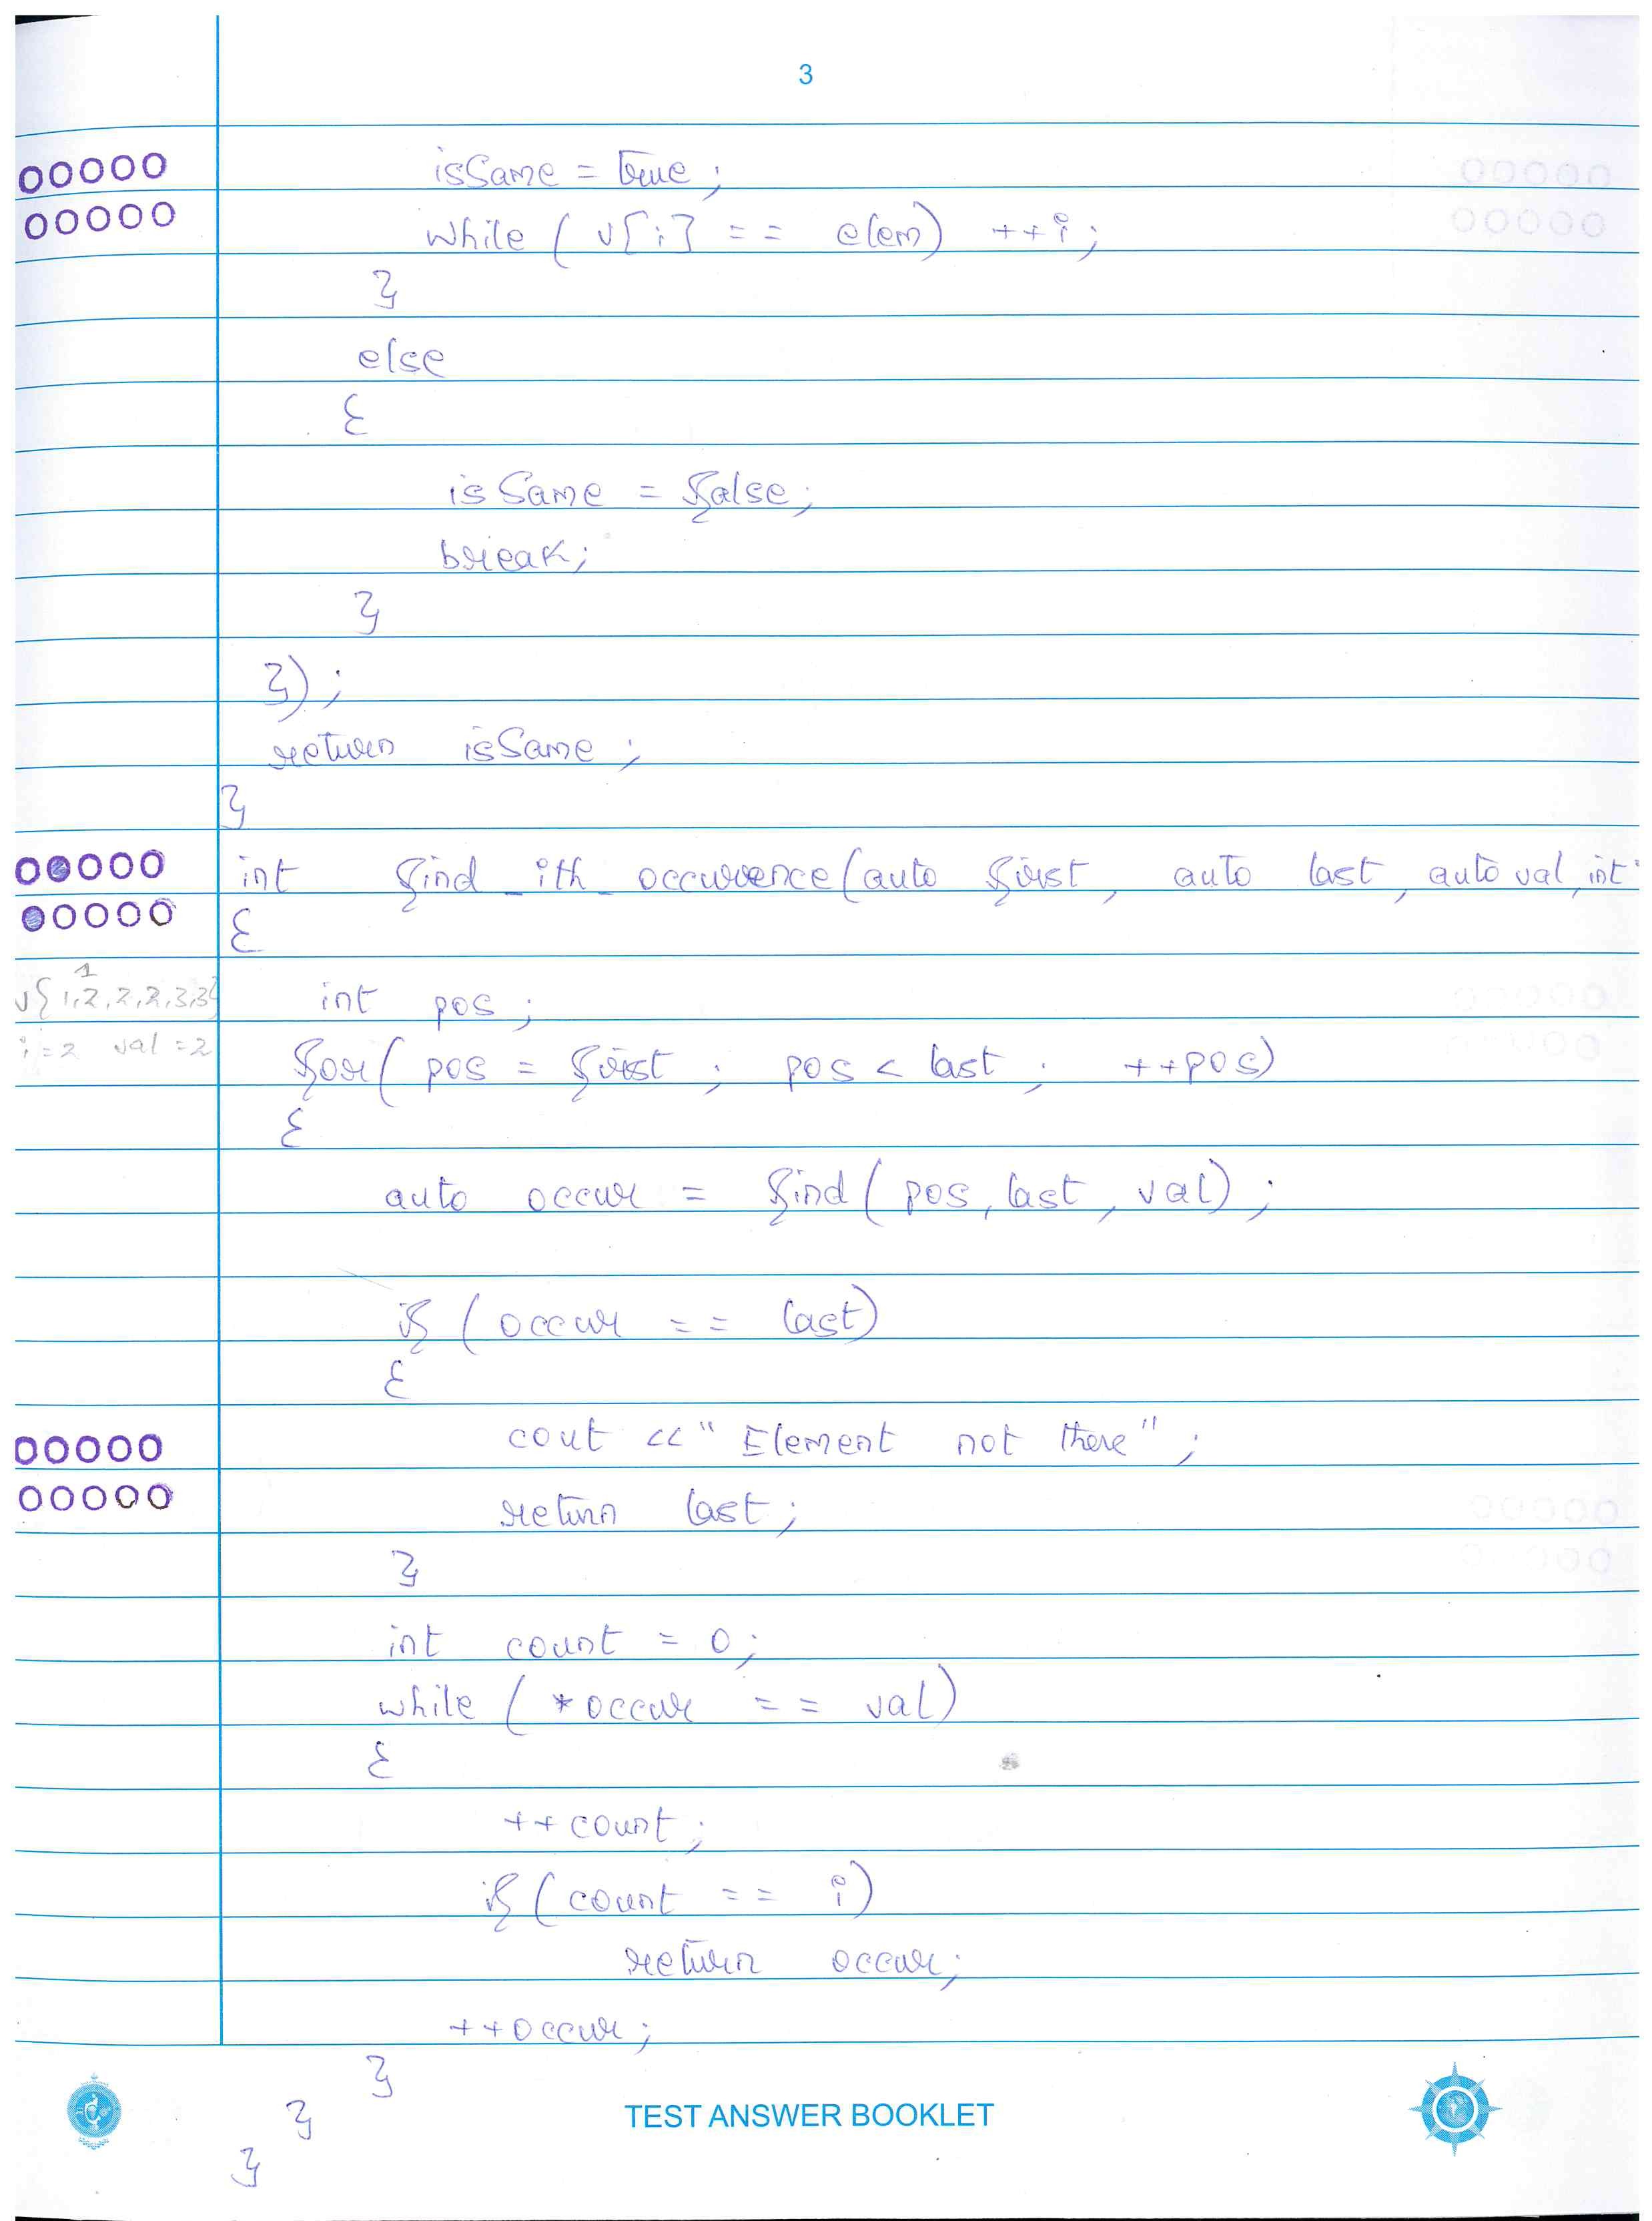 3
isSame = true;
while (v[i] == elem) ++i;
}
else
{
isSame = false;
break;
}
});
return isSame;
}
int find_ith_occurrence(auto first, auto last, auto val, int
{
v{1,2,2,2,3,3}
1
int pos;
i=2 val=2
for( pos = first ; pos < last ; ++pos)
{
auto occur = find( pos, last, val);
if (occur == last)
{
cout << "Element not there";
return last;
}
int count = 0;
while ( *occur == val)
{
++count;
if (count == i)
return occur;
++occur;
}
}
}
TEST ANSWER BOOKLET